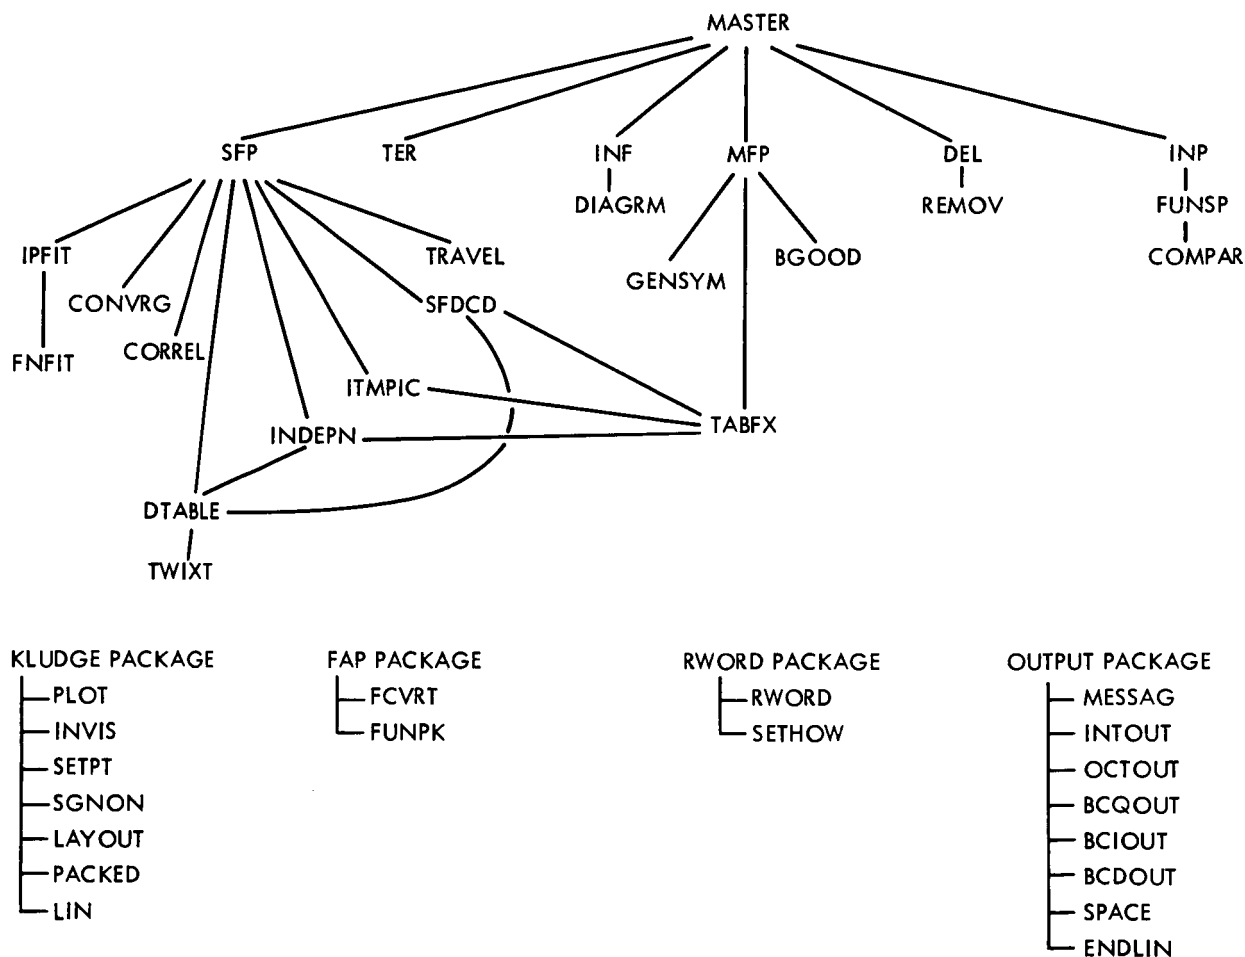 MASTER
SFP
TER
INF
MFP
DEL
INP
DIAGRM
REMOV
FUNSP
IPFIT
TRAVEL
GENSYM
BGOOD
COMPAR
CONVRG
SFDCD
FNFIT
CORREL
ITMPIC
INDEPN
TABFX
DTABLE
TWIXT
KLUDGE PACKAGE
PLOT
INVIS
SETPT
SGNON
LAYOUT
PACKED
LIN
FAP PACKAGE
FCVRT
FUNPK
RWORD PACKAGE
RWORD
SETHOW
OUTPUT PACKAGE
MESSAG
INTOUT
OCTOUT
BCQOUT
BCIOUT
BCDOUT
SPACE
ENDLIN